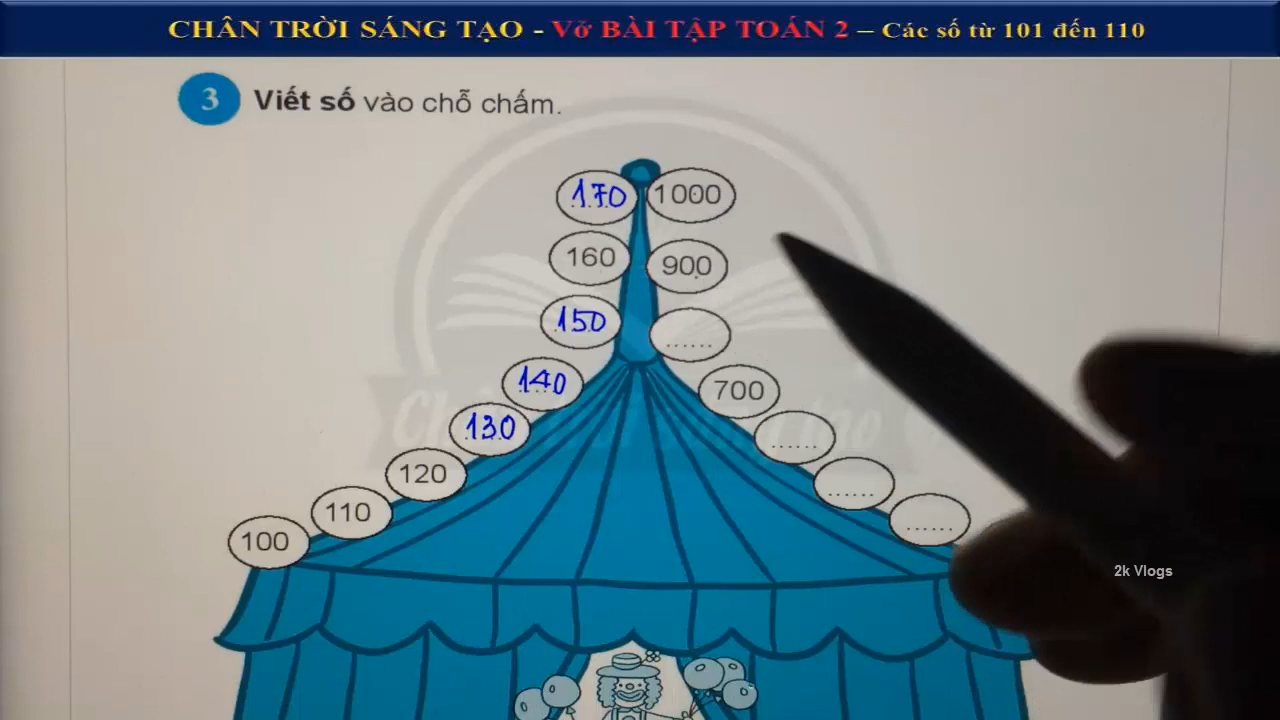 CHÂN TRỜI SÁNG TẠO - Vở BÀI TẬP TOÁN 2 – Các số từ 101 đến 110
3 Viết số vào chỗ chấm.
170 1000
160 900
150 ......
140 700
130 ......
120 ......
110 ......
100
2k Vlogs